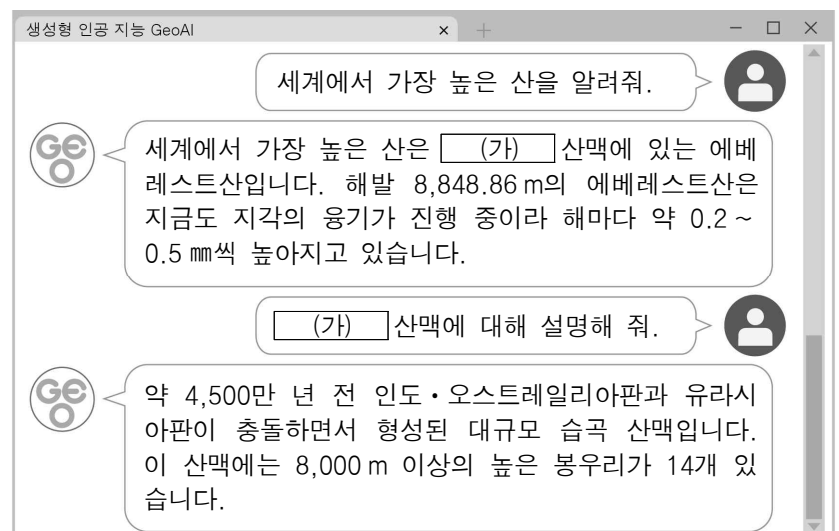 생성형 인공 지능 GeoAI
세계에서 가장 높은 산을 알려줘.
GEO
세계에서 가장 높은 산은 (가) 산맥에 있는 에베
레스트산입니다. 해발 8,848.86 m의 에베레스트산은
지금도 지각의 융기가 진행 중이라 해마다 약 0.2 ~
0.5 ㎜씩 높아지고 있습니다.
(가) 산맥에 대해 설명해 줘.
GEO
약 4,500만 년 전 인도·오스트레일리아판과 유라시
아판이 충돌하면서 형성된 대규모 습곡 산맥입니다.
이 산맥에는 8,000 m 이상의 높은 봉우리가 14개 있
습니다.